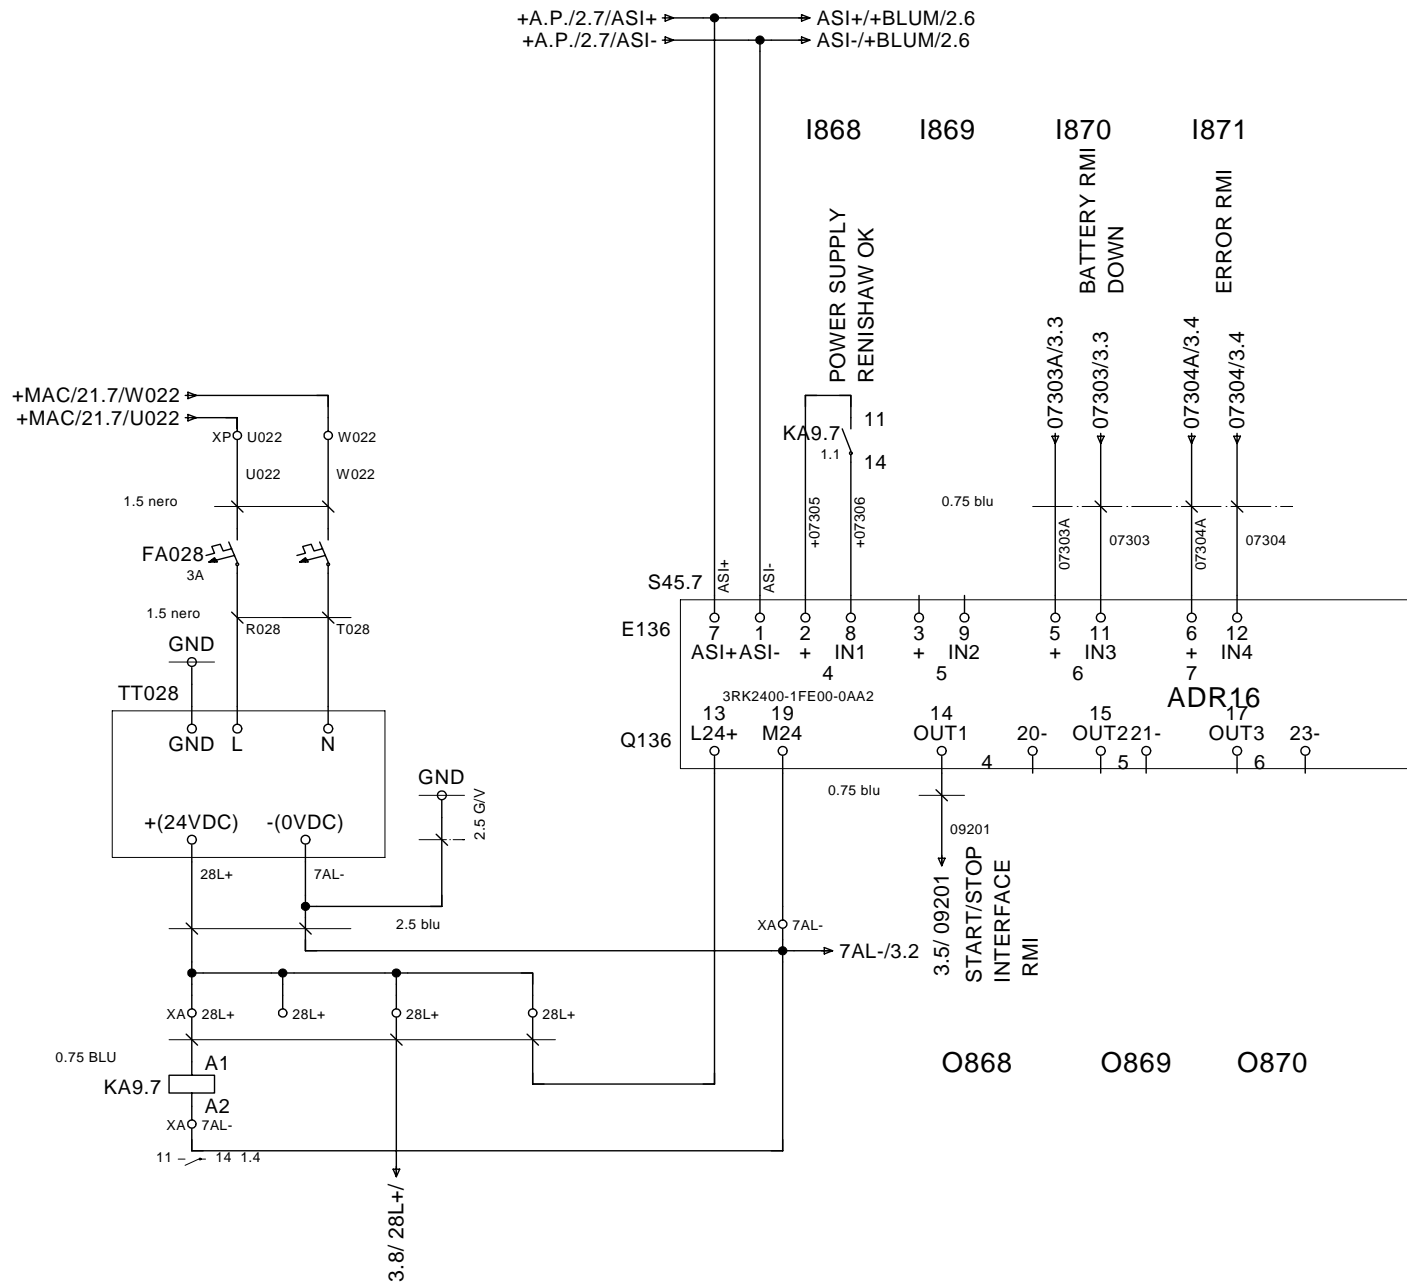 +A.P./2.7/ASI+
ASI+/+BLUM/2.6
+A.P./2.7/ASI-
ASI-/+BLUM/2.6
I868
I869
I870
I871
POWER SUPPLY
RENISHAW OK
BATTERY RMI
DOWN
ERROR RMI
07303A/3.3
07303/3.3
07304A/3.4
07304/3.4
+MAC/21.7/W022
+MAC/21.7/U022
XP
U022
W022
U022
W022
1.5 nero
FA028
3A
1.5 nero
R028
T028
GND
TT028
GND
L
N
+(24VDC)
-(0VDC)
28L+
7AL-
GND
2.5 G/V
2.5 blu
KA9.7
1.1
11
14
+07305
+07306
0.75 blu
07303A
07303
07304A
07304
S45.7
ASI+
ASI-
E136
7
1
2
8
3
9
5
11
6
12
ASI+
ASI-
+
IN1
+
IN2
+
IN3
+
IN4
4
5
6
7
3RK2400-1FE00-0AA2
ADR16
13
19
14
15
17
Q136
L24+
M24
OUT1
20-
OUT2
21-
OUT3
23-
4
5
6
0.75 blu
09201
3.5/ 09201
START/STOP
INTERFACE
RMI
XA
7AL-
7AL-/3.2
XA
28L+
28L+
28L+
28L+
0.75 BLU
A1
KA9.7
A2
XA
7AL-
11
14
1.4
3.8/ 28L+/
O868
O869
O870